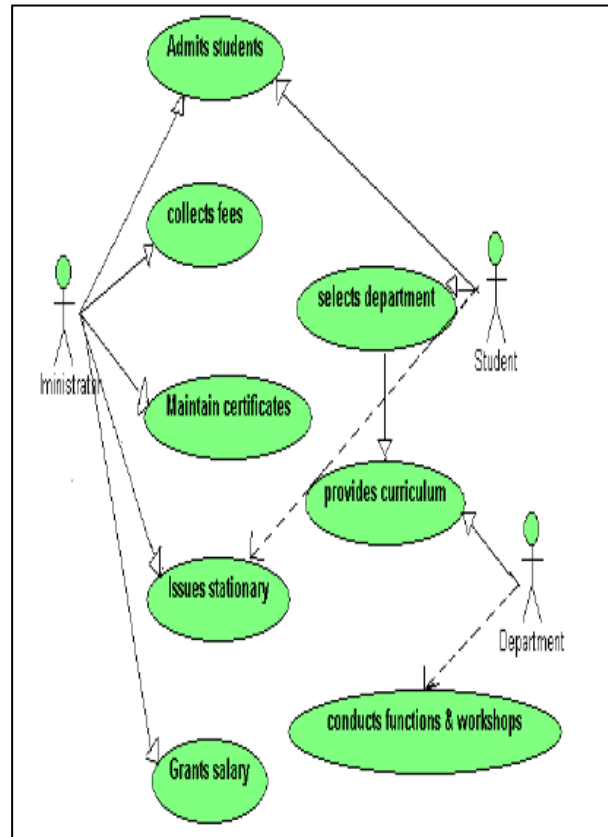 Admits students
collects fees
selects department
Student
Iministrator
Maintain certificates
provides curriculum
Issues stationary
Department
conducts functions & workshops
Grants salary